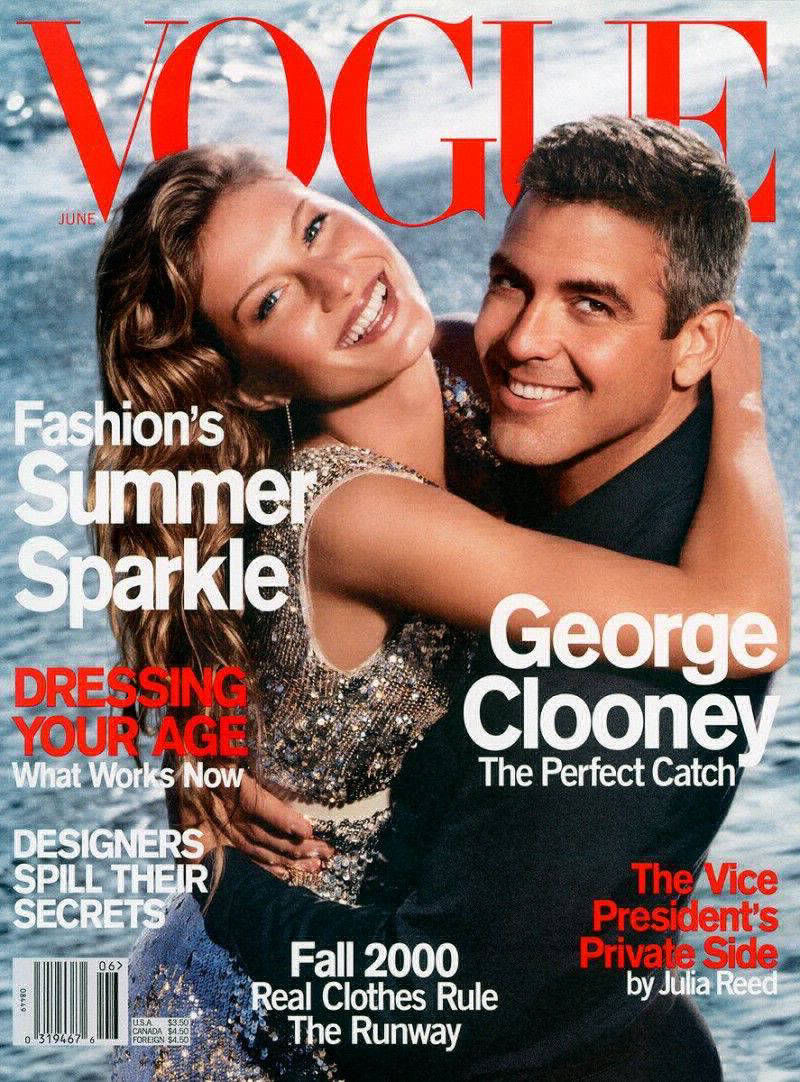 VOGUE
JUNE
Fashion's
Summer
Sparkle
DRESSING
YOUR AGE
What Works Now
DESIGNERS
SPILL THEIR
SECRETS
George
Clooney
The Perfect Catch
The Vice
President's
Private Side
by Julia Reed
Fall 2000
Real Clothes Rule
The Runway
06>
08449
0 319467 6
U.S.A. $3.50
CANADA $4.50
FOREIGN $4.50